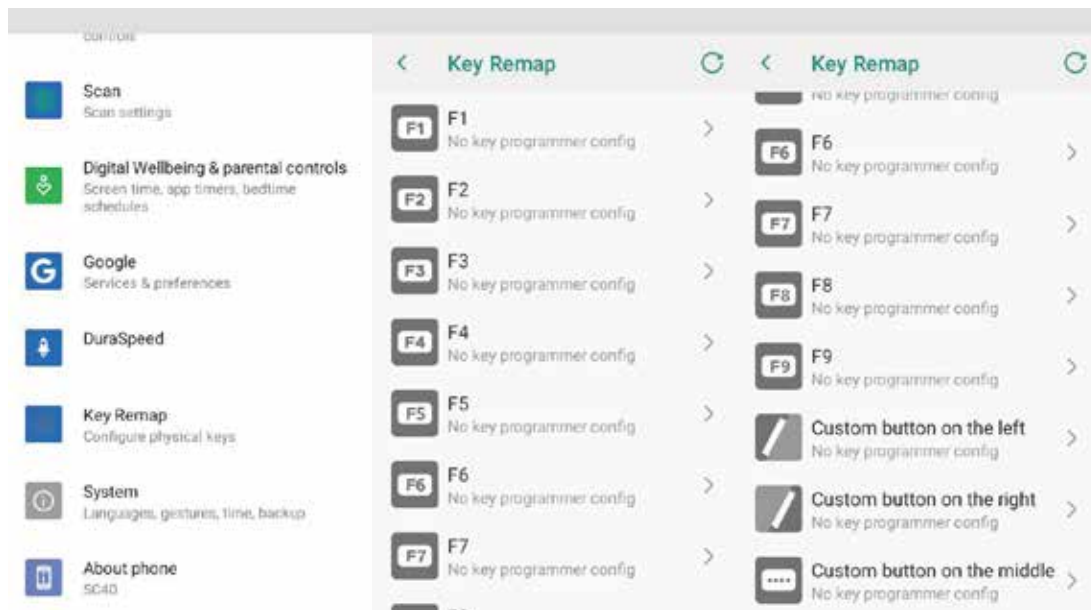 controls
Scan
Scan settings
Digital Wellbeing & parental controls
Screen time, app timers, bedtime
schedules
Google
Services & preferences
DuraSpeed
Key Remap
Configure physical keys
System
Languages, gestures, time, backup
About phone
SC40
Key Remap
F1
F1
No key programmer config
F2
F2
No key programmer config
F3
F3
No key programmer config
F4
F4
No key programmer config
F5
F5
No key programmer config
F6
F6
No key programmer config
F7
F7
No key programmer config
Key Remap
No key programmer config
F6
F6
No key programmer config
F7
F7
No key programmer config
F8
F8
No key programmer config
F9
F9
No key programmer config
Custom button on the left
No key programmer config
Custom button on the right
No key programmer config
Custom button on the middle
No key programmer config